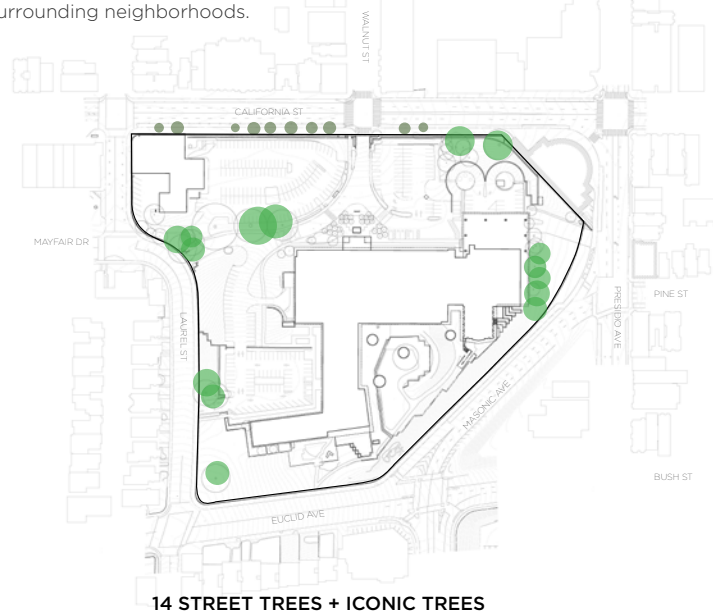 urrounding neighborhoods.
WALNUT ST
CALIFORNIA ST
MAYFAIR DR
LAUREL ST
PRESIDIO AVE
PINE ST
MASONIC AVE
BUSH ST
EUCLID AVE
14 STREET TREES + ICONIC TREES